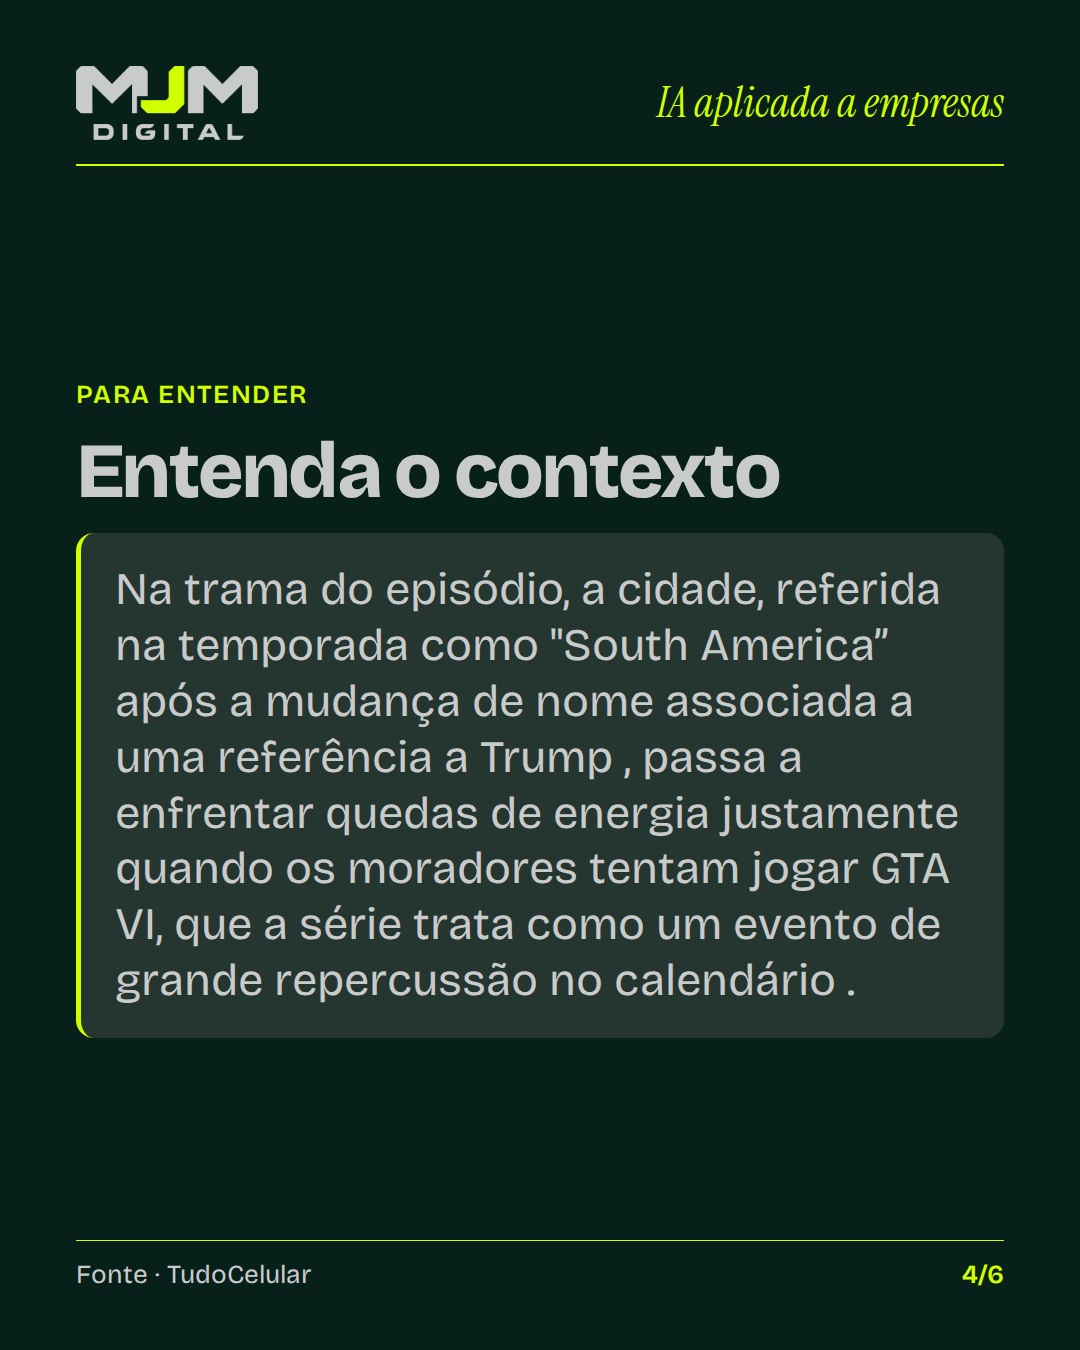 MJM
DIGITAL
IA aplicada a empresas
PARA ENTENDER
Entenda o contexto
Na trama do episódio, a cidade, referida
na temporada como "South America”
após a mudança de nome associada a
uma referência a Trump , passa a
enfrentar quedas de energia justamente
quando os moradores tentam jogar GTA
VI, que a série trata como um evento de
grande repercussão no calendário .
Fonte · TudoCelular
4/6